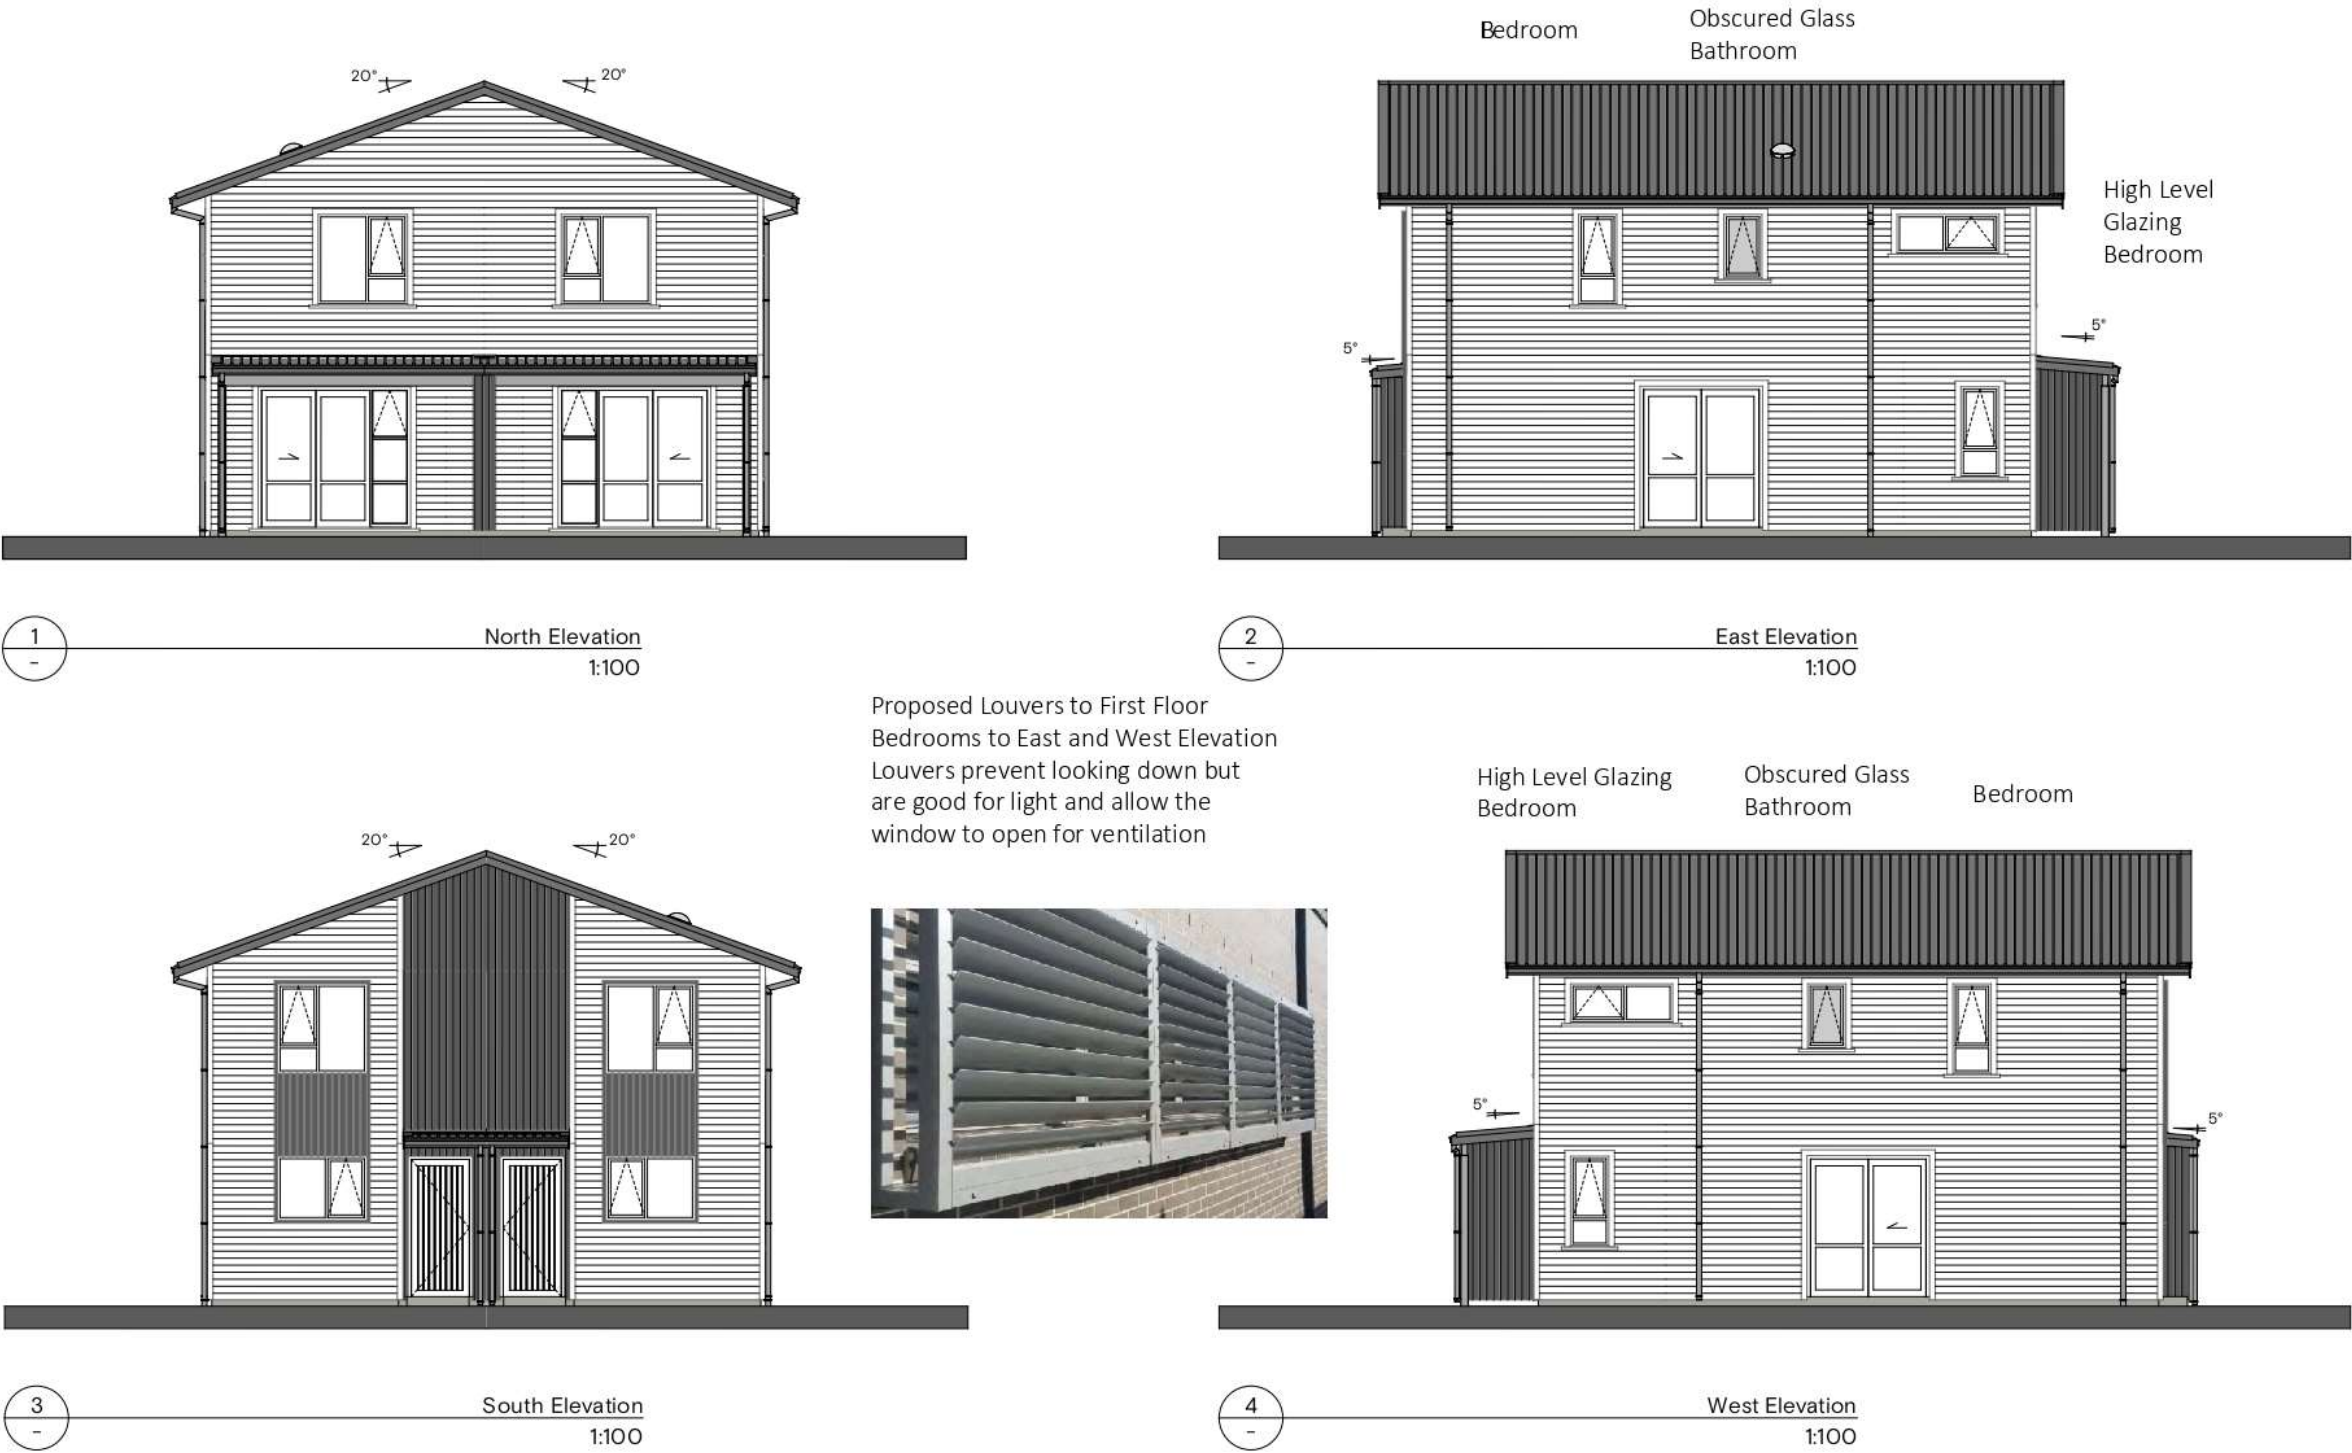 Bedroom
Obscured Glass
Bathroom
20°
20°
High Level
Glazing
Bedroom
5°
5°
1
-
North Elevation
1:100
2
-
East Elevation
1:100
Proposed Louvers to First Floor
Bedrooms to East and West Elevation
Louvers prevent looking down but
are good for light and allow the
window to open for ventilation
High Level Glazing
Bedroom
Obscured Glass
Bathroom
Bedroom
20°
20°
5°
5°
3
-
South Elevation
1:100
4
-
West Elevation
1:100